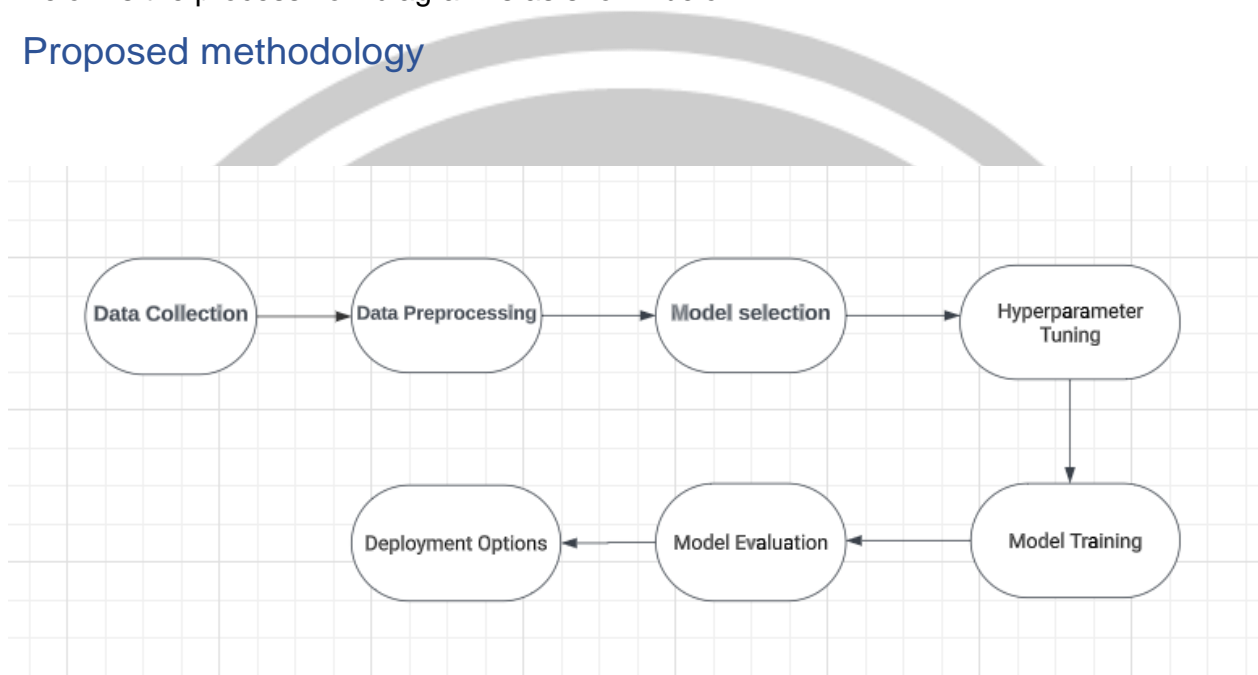 Proposed methodology
Data Collection
Data Preprocessing
Model selection
Hyperparameter
Tuning
Model Training
Model Evaluation
Deployment Options